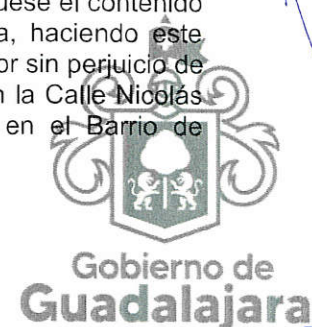 uese el contenido
a, haciendo este
or sin perjuicio de
n la Calle Nicolás
en el Barrio de
Gobierno de
Guadalajara